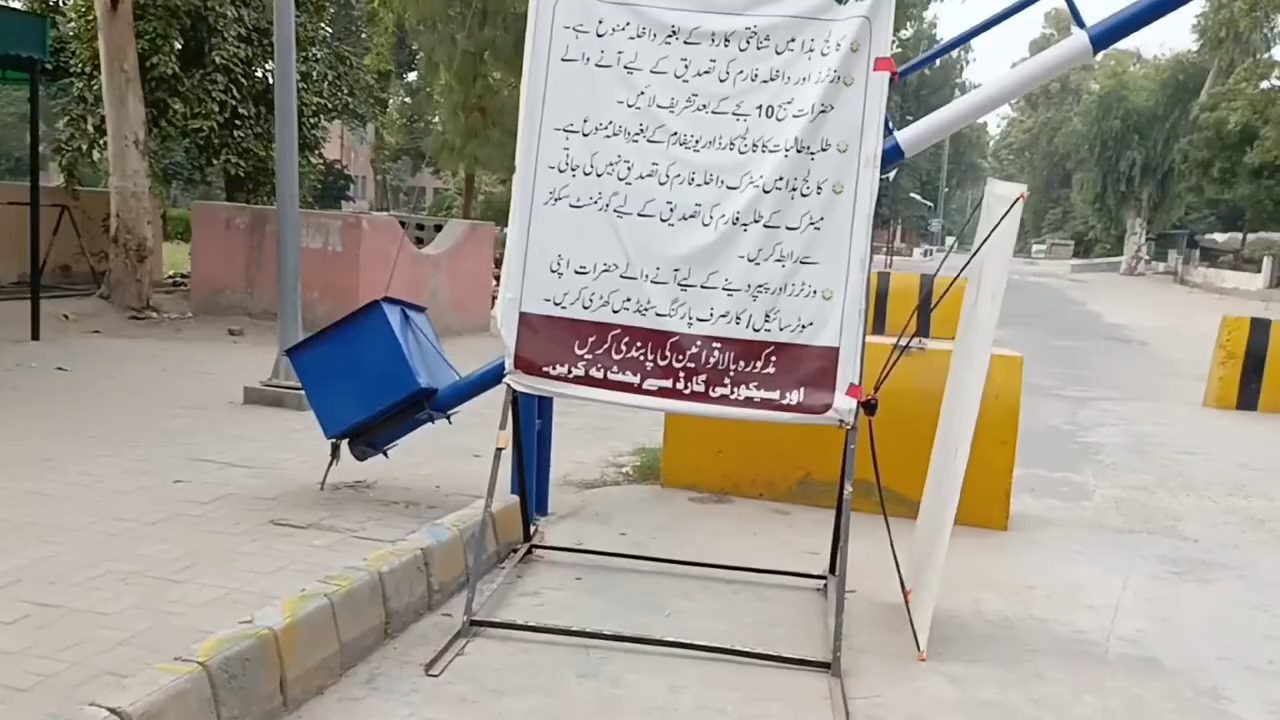 کالج ہذا میں شناختی کارڈ کے بغیر داخلہ ممنوع ہے۔
وزٹرز اور داخلہ فارم کی تصدیق کے لیے آنے والے
حضرات صبح 10 بجے کے بعد تشریف لائیں۔
طلبہ و طالبات کا کالج کارڈ اور یونیفارم کے بغیر داخلہ ممنوع ہے۔
کالج ہذا میں میٹرک داخلہ فارم کی تصدیق نہیں کی جاتی۔
میٹرک کے طلبہ فارم کی تصدیق کے لیے گورنمنٹ سکولز
سے رابطہ کریں۔
وزٹرز اور پیپر دینے کے لیے آنے والے حضرات اپنی
موٹر سائیکل / کار صرف پارکنگ سٹینڈ میں کھڑی کریں۔
مذکورہ بالا قوانین کی پابندی کریں
اور سیکورٹی گارڈ سے بحث نہ کریں۔